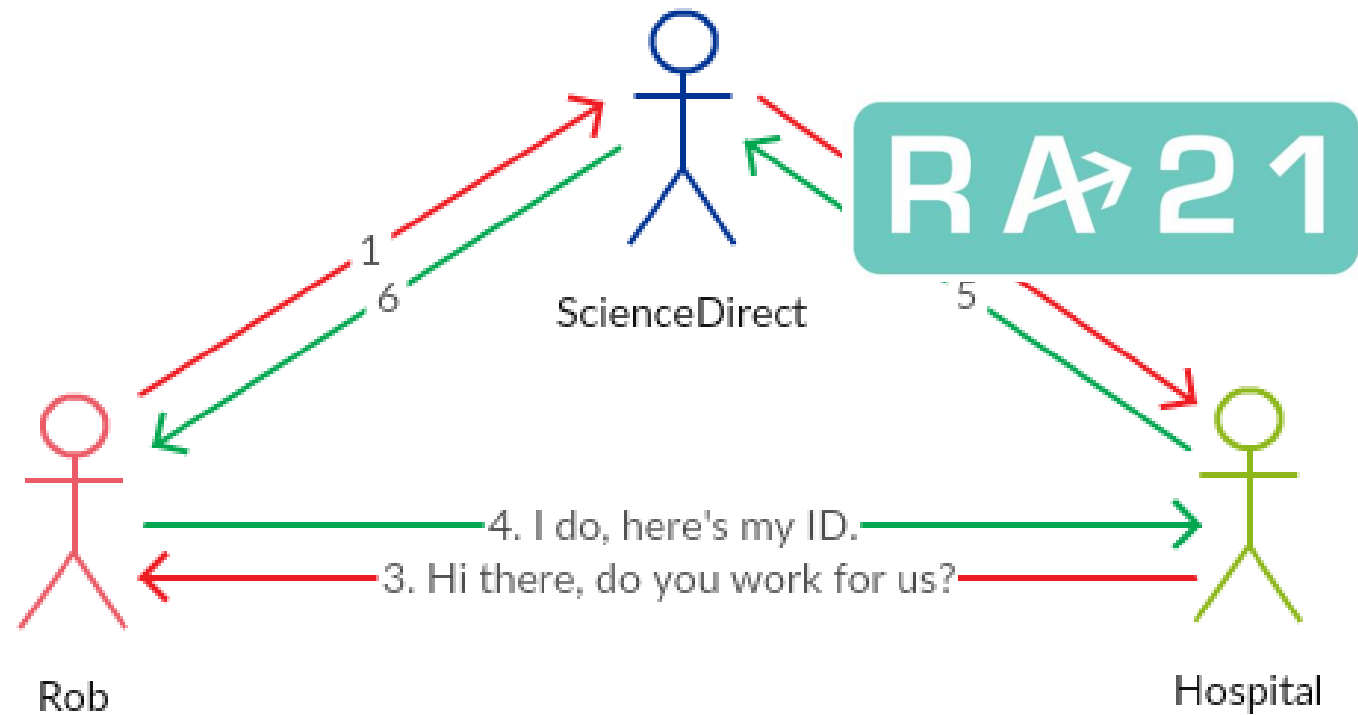 RA21
1
6
ScienceDirect
5
4. I do, here's my ID.
3. Hi there, do you work for us?
Rob
Hospital